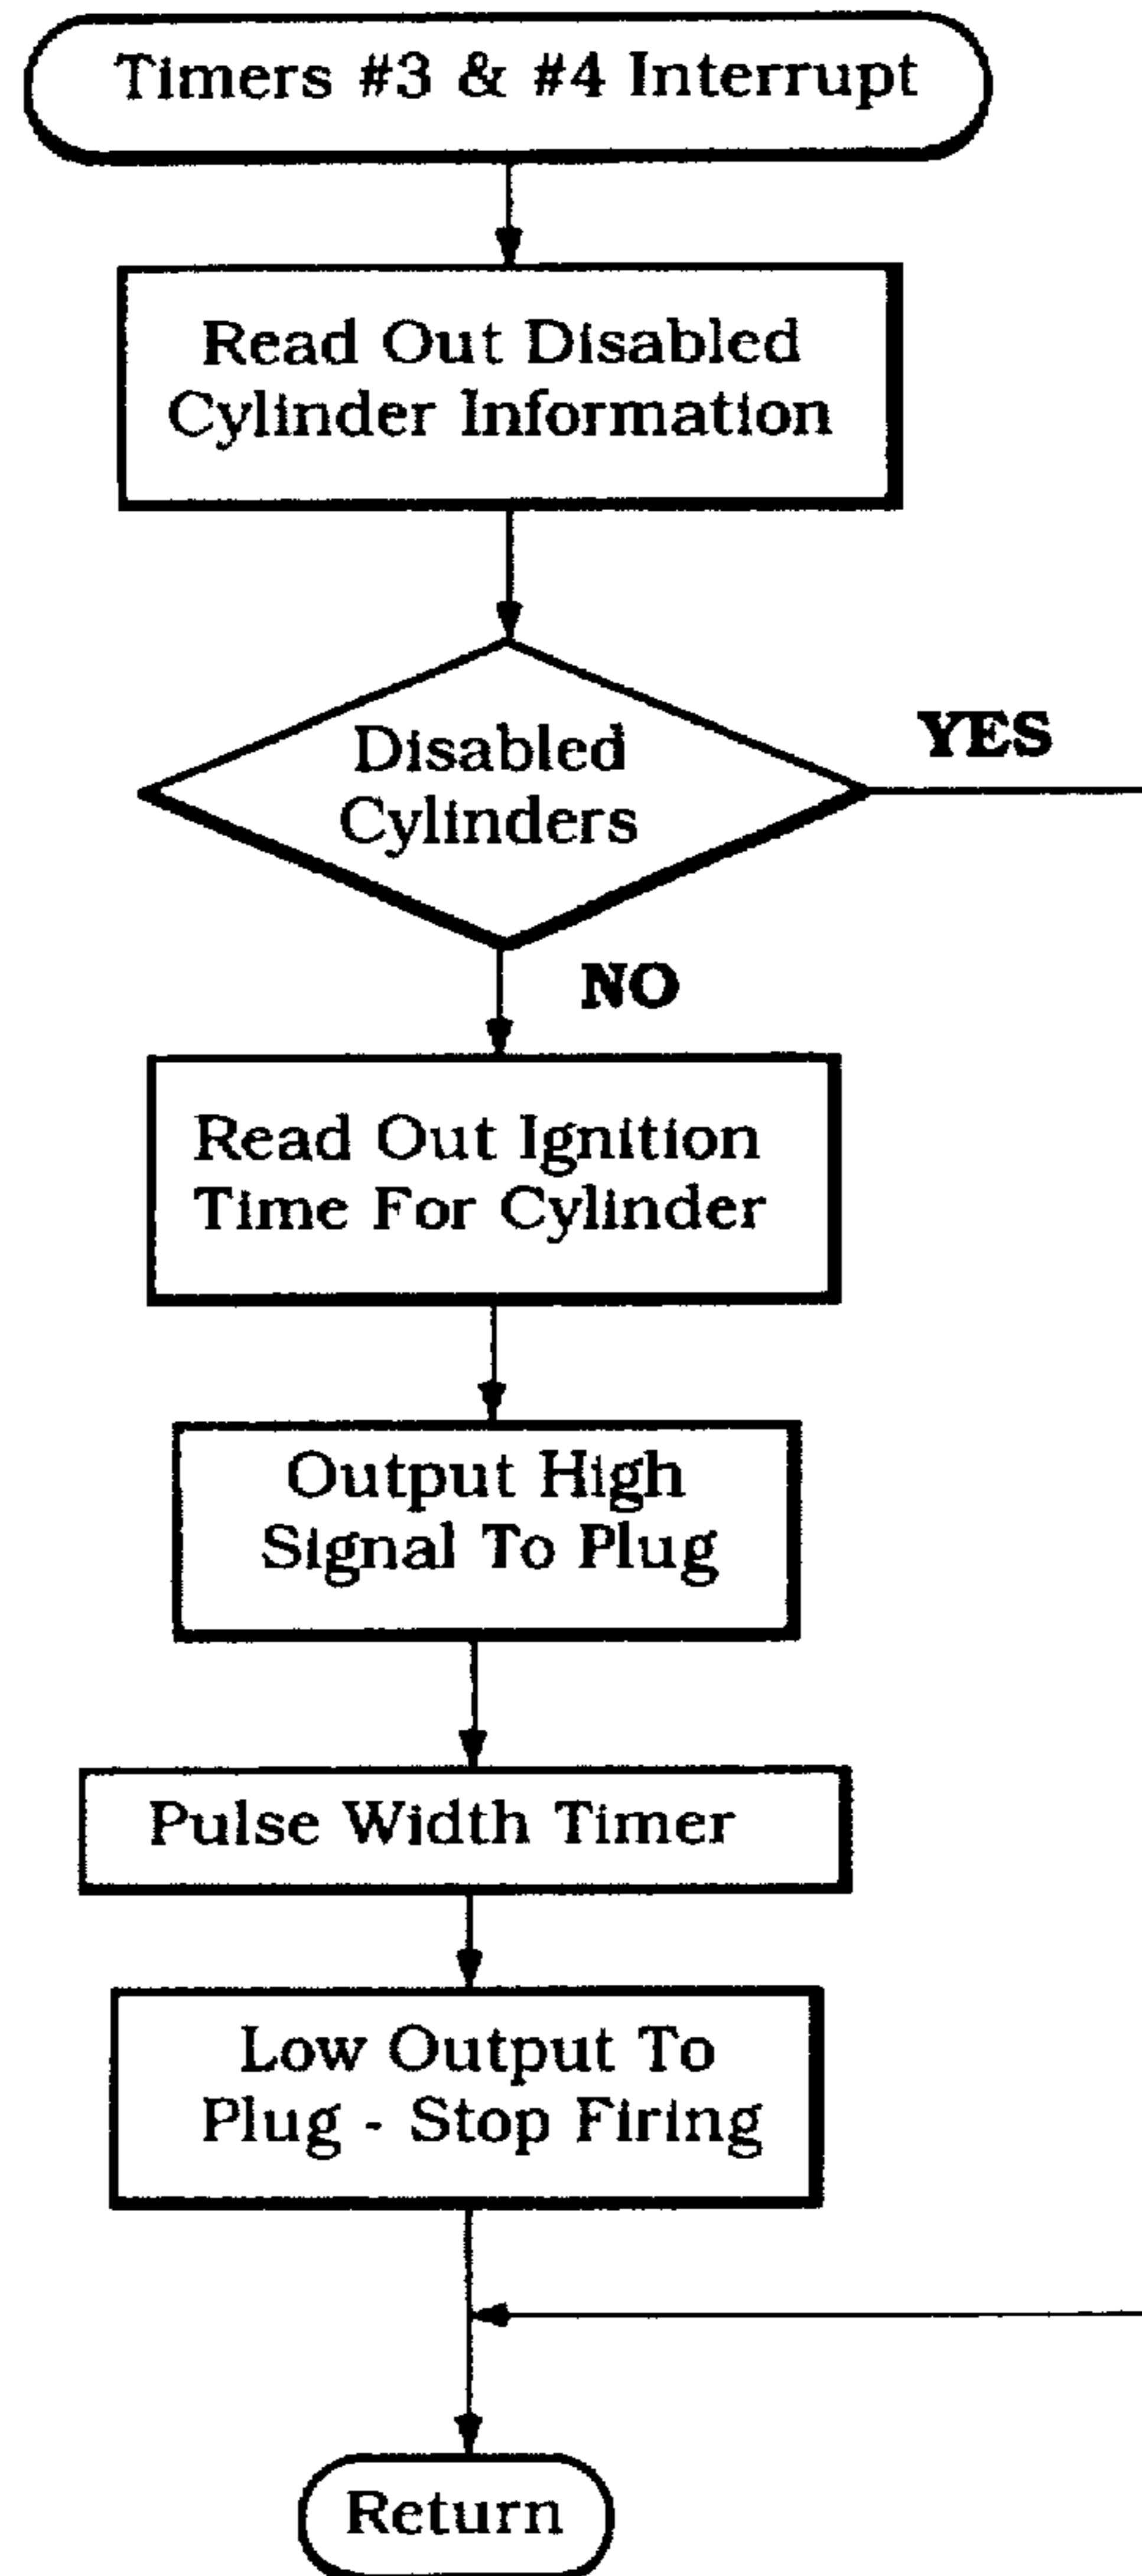 Timers #3 & #4 Interrupt
Read Out Disabled
Cylinder Information
Disabled
Cylinders
YES
NO
Read Out Ignition
Time For Cylinder
Output High
Signal To Plug
Pulse Width Timer
Low Output To
Plug - Stop Firing
Return